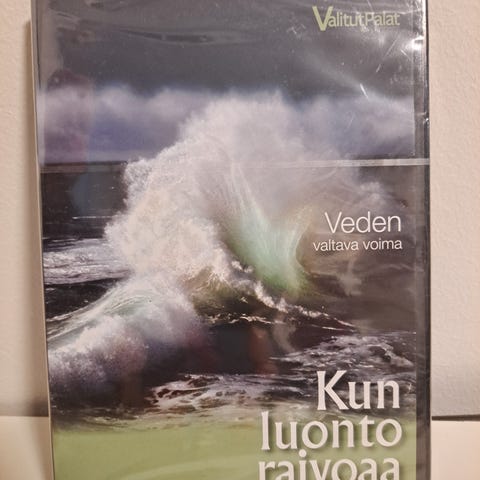 ValitutPalat
Veden
valtava voima
Kun
luonto
raivoaa